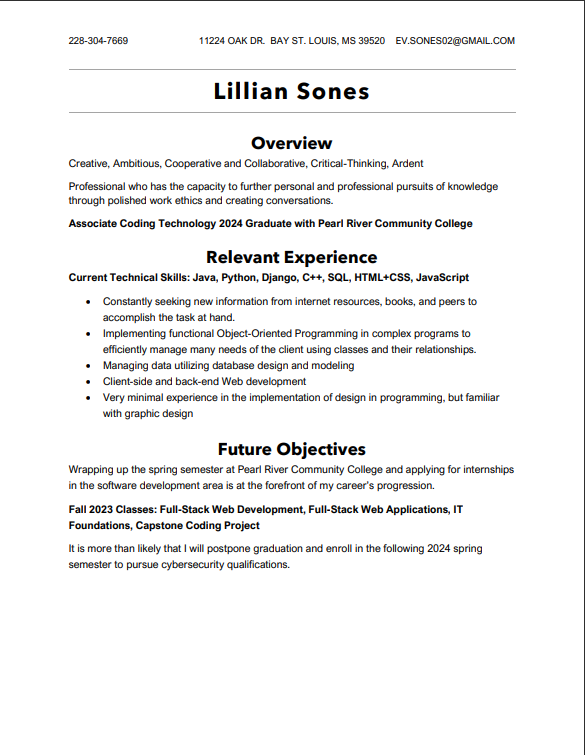 228-304-7669 11224 OAK DR. BAY ST. LOUIS, MS 39520 EV.SONES02@GMAIL.COM
Lillian Sones
Overview
Creative, Ambitious, Cooperative and Collaborative, Critical-Thinking, Ardent
Professional who has the capacity to further personal and professional pursuits of knowledge
through polished work ethics and creating conversations.
Associate Coding Technology 2024 Graduate with Pearl River Community College
Relevant Experience
Current Technical Skills: Java, Python, Django, C++, SQL, HTML+CSS, JavaScript
• Constantly seeking new information from internet resources, books, and peers to
accomplish the task at hand.
• Implementing functional Object-Oriented Programming in complex programs to
efficiently manage many needs of the client using classes and their relationships.
• Managing data utilizing database design and modeling
• Client-side and back-end Web development
• Very minimal experience in the implementation of design in programming, but familiar
with graphic design
Future Objectives
Wrapping up the spring semester at Pearl River Community College and applying for internships
in the software development area is at the forefront of my career's progression.
Fall 2023 Classes: Full-Stack Web Development, Full-Stack Web Applications, IT
Foundations, Capstone Coding Project
It is more than likely that I will postpone graduation and enroll in the following 2024 spring
semester to pursue cybersecurity qualifications.